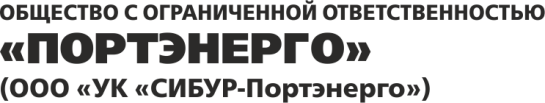 ОБЩЕСТВО С ОГРАНИЧЕННОЙ ОТВЕТСТВЕННОСТЬЮ
«ПОРТЭНЕРГО»
(ООО «УК «СИБУР-Портэнерго»)